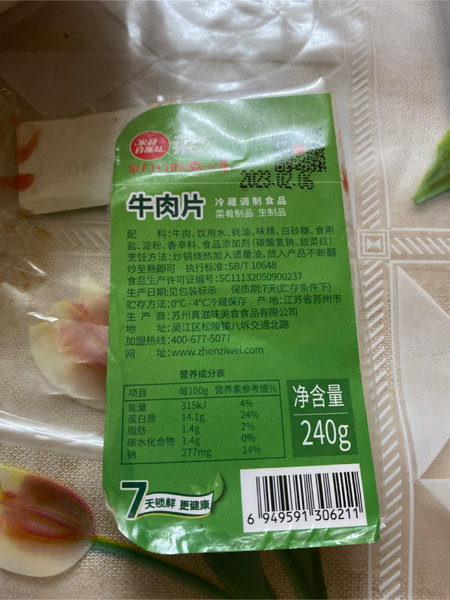 2023.02.16
牛肉片
冷藏调制食品
菜肴制品 生制品
配 料: 牛肉、饮用水、蚝油、味精、白砂糖、食用
盐、淀粉、香辛料、食品添加剂(碳酸氢钠、甜菜红)
烹饪方法: 炒锅烧热加入适量油, 放入产品不断翻
炒至熟即可 执行标准: SB/T 10648
食品生产许可证编号: SC11132050900237
生产日期: 见包装标示 保质期: 7天(贮存条件下)
贮存方法: 0℃ - 4℃冷藏保存 产 地: 江苏省苏州市
生 产 商: 苏州真滋味美食食品有限公司
地 址: 吴江区松陵镇八坼交通北路
加盟热线: 400-677-5077
网 址: www.zhenziwei.com
营养成分表
项目 每100g 营养素参考值%
能量 315kJ 4%
蛋白质 14.1g 24%
脂肪 1.4g 2%
碳水化合物 1.4g 0%
钠 277mg 14%
净含量
240g
7天锁鲜 更健康
6 949591 306211